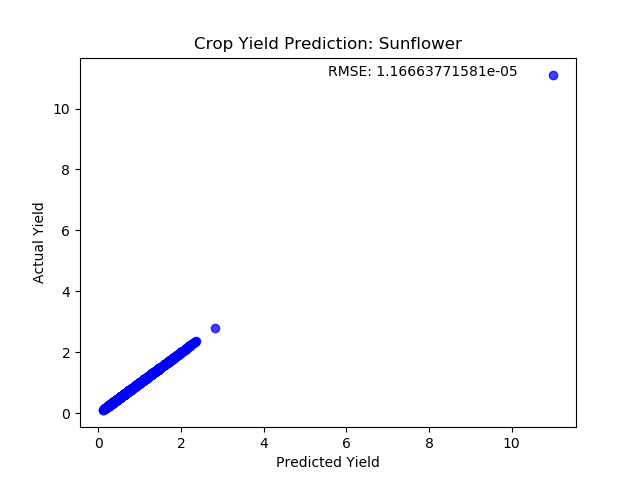 Crop Yield Prediction: Sunflower
RMSE: 1.16663771581e-05
10
8
6
4
2
0
Actual Yield
0 2 4 6 8 10
Predicted Yield